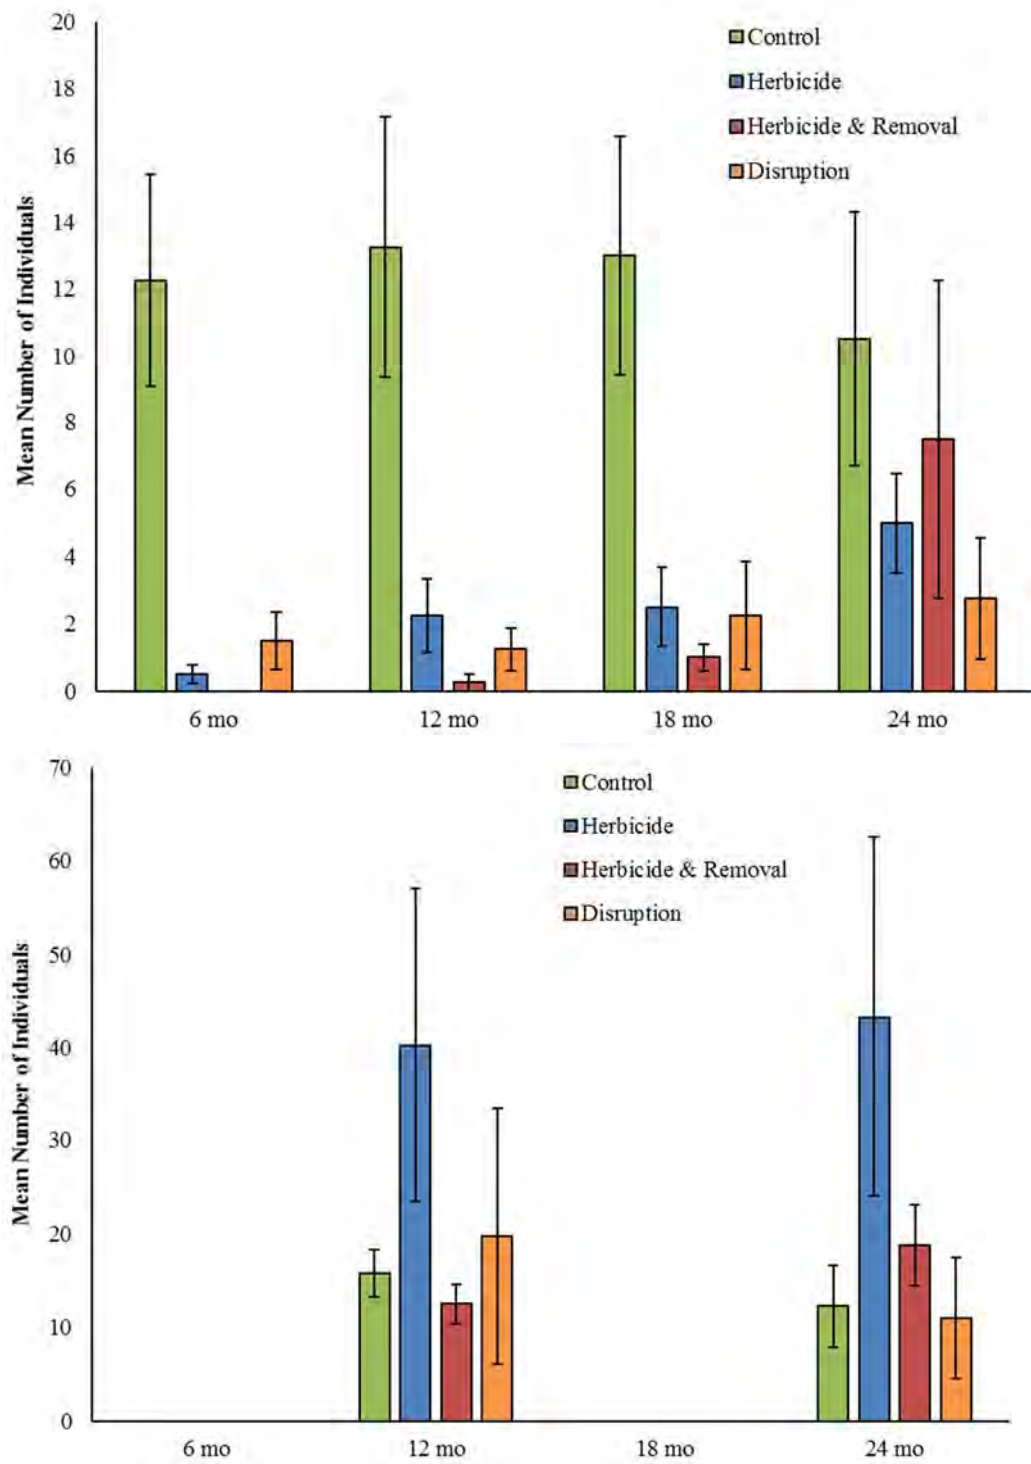 20
18
16
14
12
10
8
6
4
2
0
Mean Number of Individuals
Control
Herbicide
Herbicide & Removal
Disruption
6 mo 12 mo 18 mo 24 mo
70
60
50
40
30
20
10
0
Mean Number of Individuals
Control
Herbicide
Herbicide & Removal
Disruption
6 mo 12 mo 18 mo 24 mo